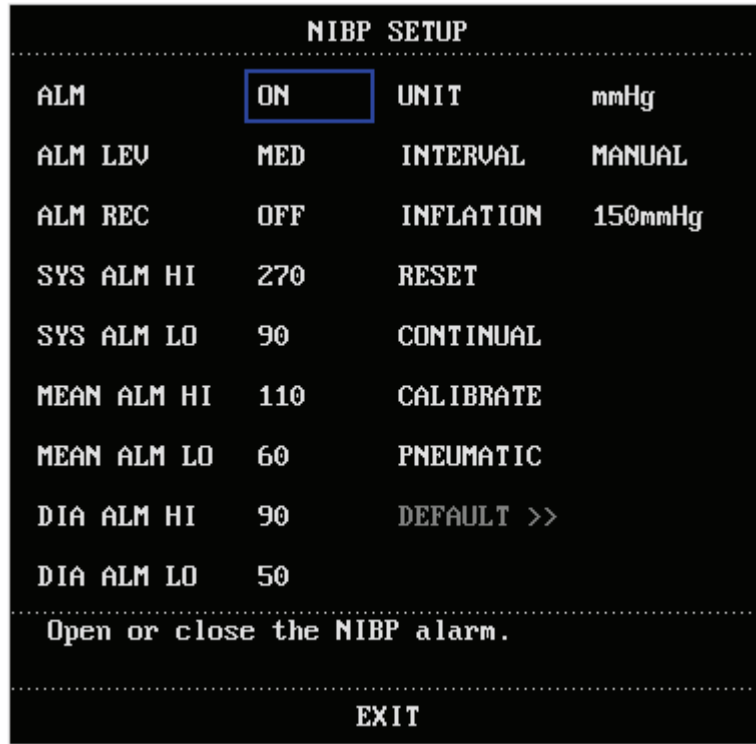 NIBP SETUP
ALM ON UNIT mmHg
ALM LEV MED INTERVAL MANUAL
ALM REC OFF INFLATION 150mmHg
SYS ALM HI 270 RESET
SYS ALM LO 90 CONTINUAL
MEAN ALM HI 110 CALIBRATE
MEAN ALM LO 60 PNEUMATIC
DIA ALM HI 90 DEFAULT >>
DIA ALM LO 50
Open or close the NIBP alarm.
EXIT